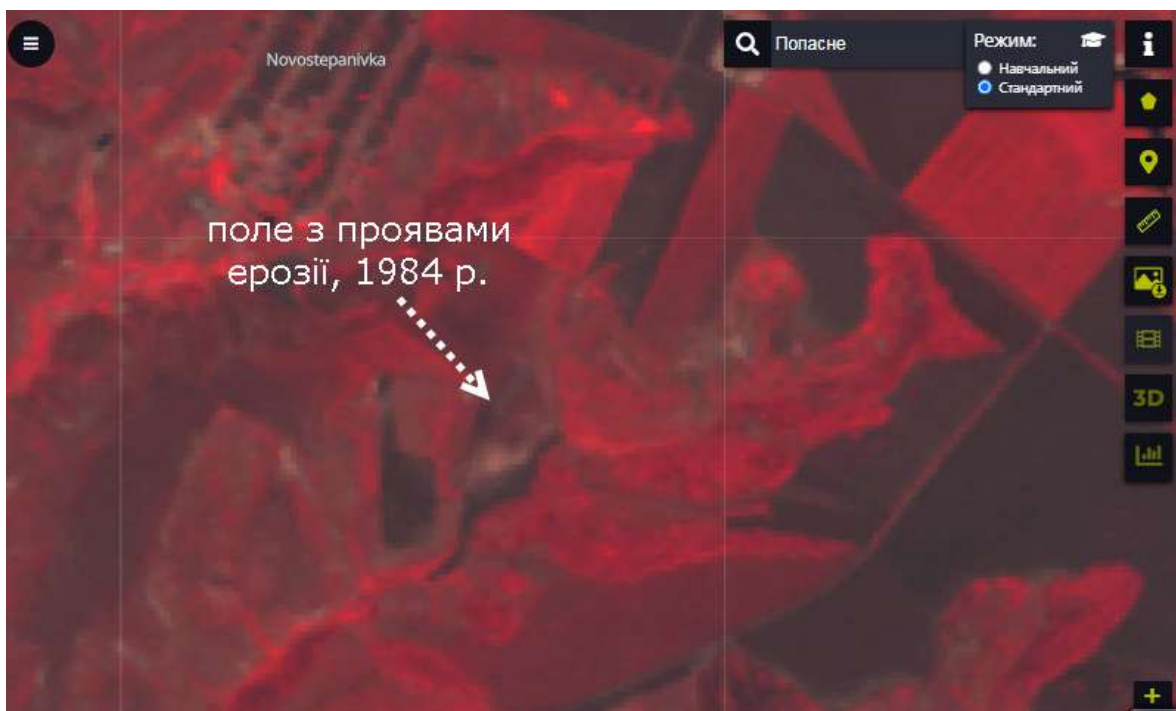 Novostepanivka
Попасне
Режим:
Навчальний
Стандартний
поле з проявами
ерозії, 1984 р.
3D